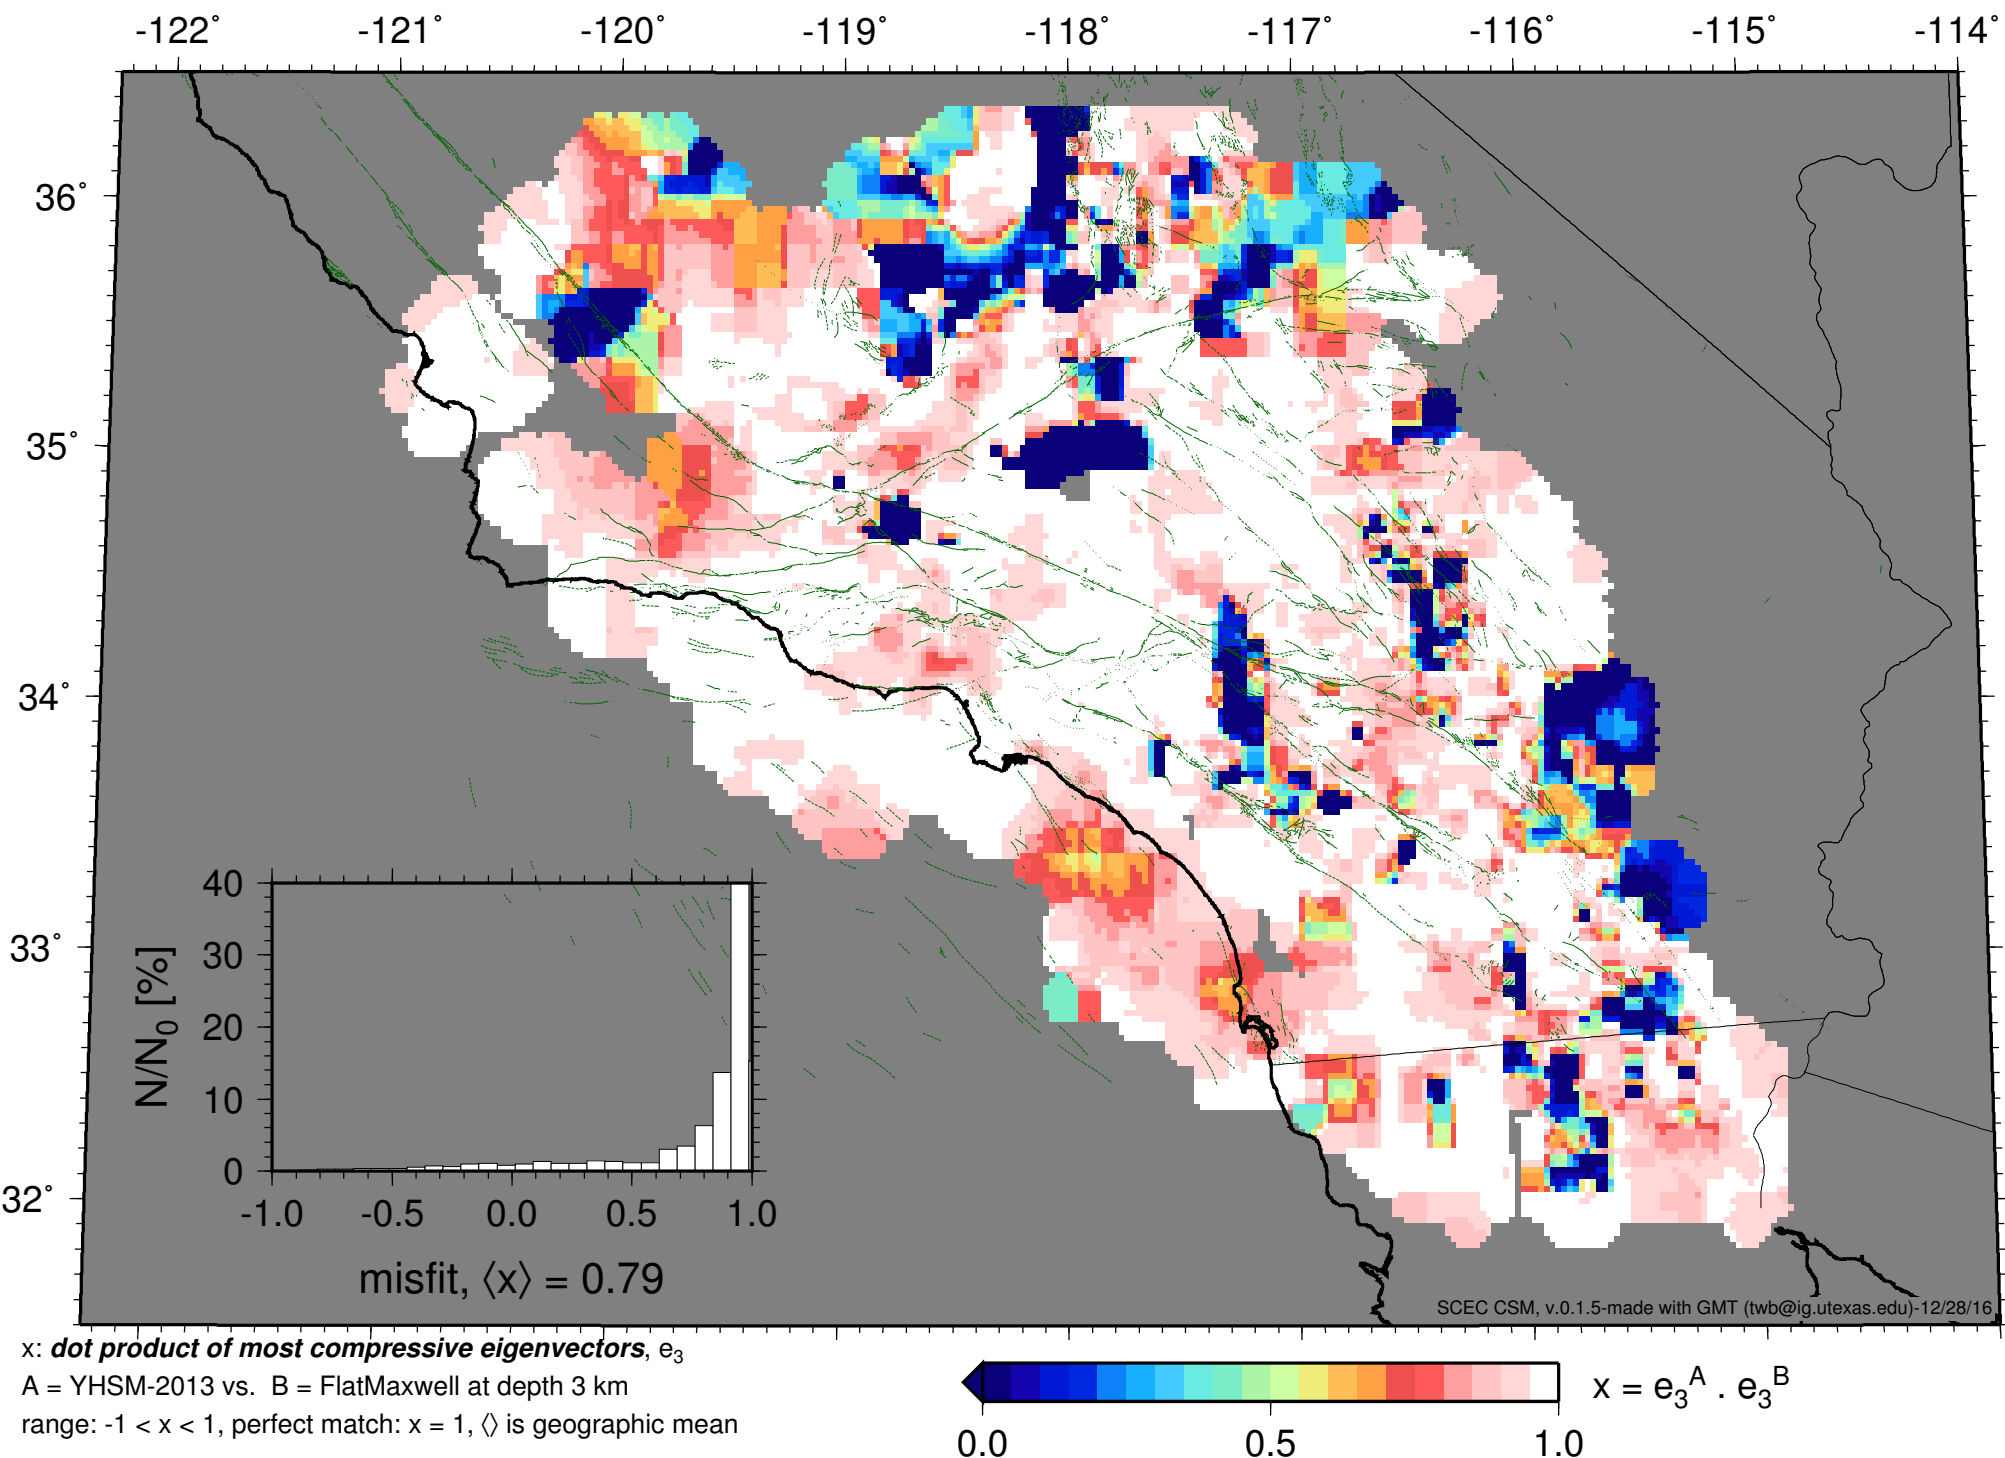 -122° -121° -120° -119° -118° -117° -116° -115° -114°
36°
35°
34°
33°
32°
40
30
20
10
0
N/N0 [%]
-1.0 -0.5 0.0 0.5 1.0
misfit, ⟨x⟩ = 0.79
SCEC CSM, v.0.1.5-made with GMT (twb@ig.utexas.edu)-12/28/16
x: dot product of most compressive eigenvectors, e3
A = YHSM-2013 vs. B = FlatMaxwell at depth 3 km
range: -1 < x < 1, perfect match: x = 1, ⟨⟩ is geographic mean
x = e3^A . e3^B
0.0 0.5 1.0